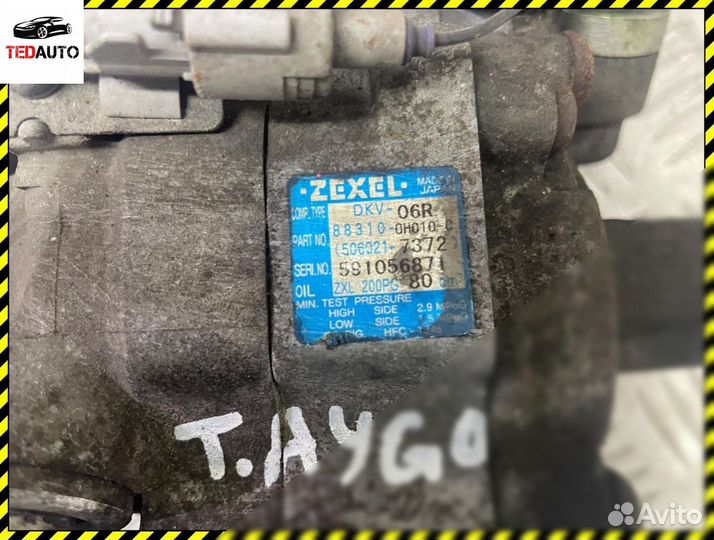 TEDAUTO
·ZEXEL·
MADE IN
JAPAN
COMP. TYPE DKV-06R
PART NO. 88310-0H010-C
(506021-7372)
SERI. NO. 591056871
OIL ZXL 200PG 80
MIN. TEST PRESSURE
HIGH SIDE 2.9
LOW SIDE
HFC
T.AYGO
Avito